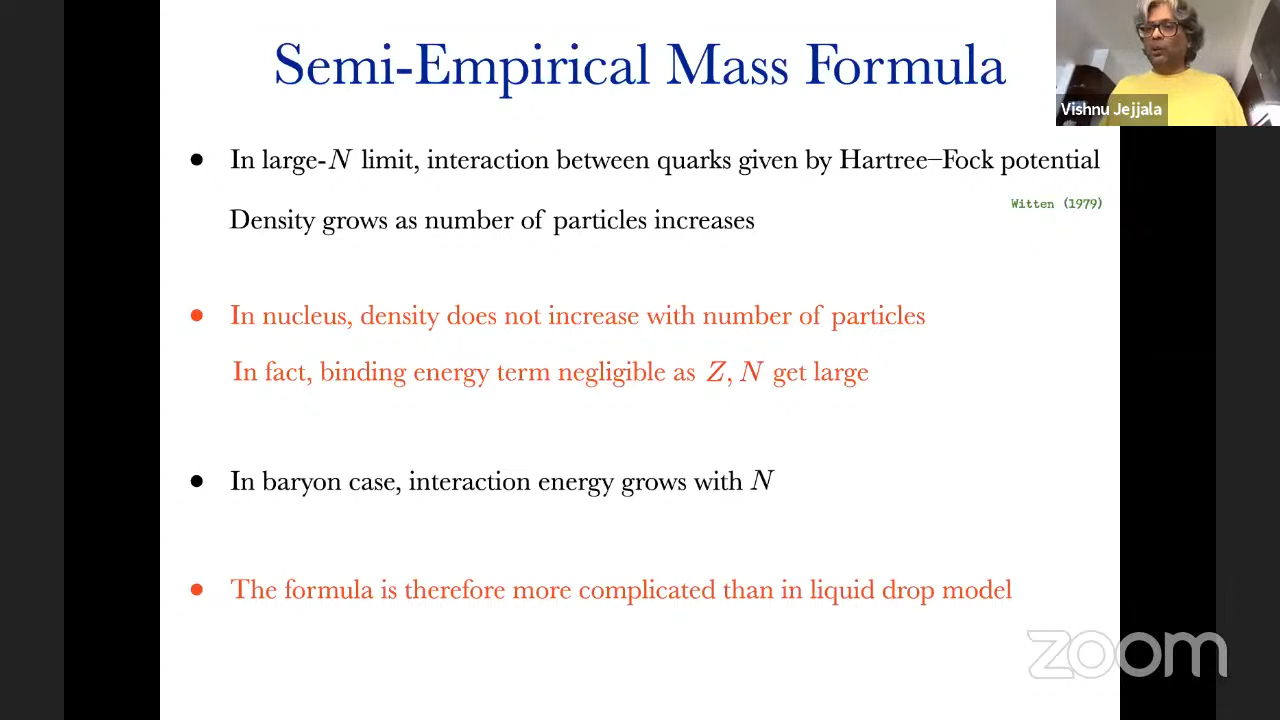 Semi-Empirical Mass Formula
Vishnu Jejjala
• In large-N limit, interaction between quarks given by Hartree–Fock potential
Witten (1979)
Density grows as number of particles increases
• In nucleus, density does not increase with number of particles
In fact, binding energy term negligible as Z, N get large
• In baryon case, interaction energy grows with N
• The formula is therefore more complicated than in liquid drop model
zoom